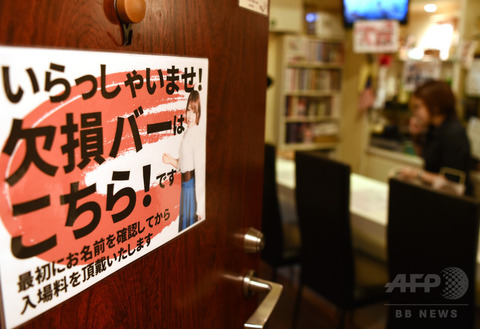 いらっしゃいませ!
欠損バーは
こちら!です
最初にお名前を確認してから
入場料を頂戴いたします
AFP
BB NEWS